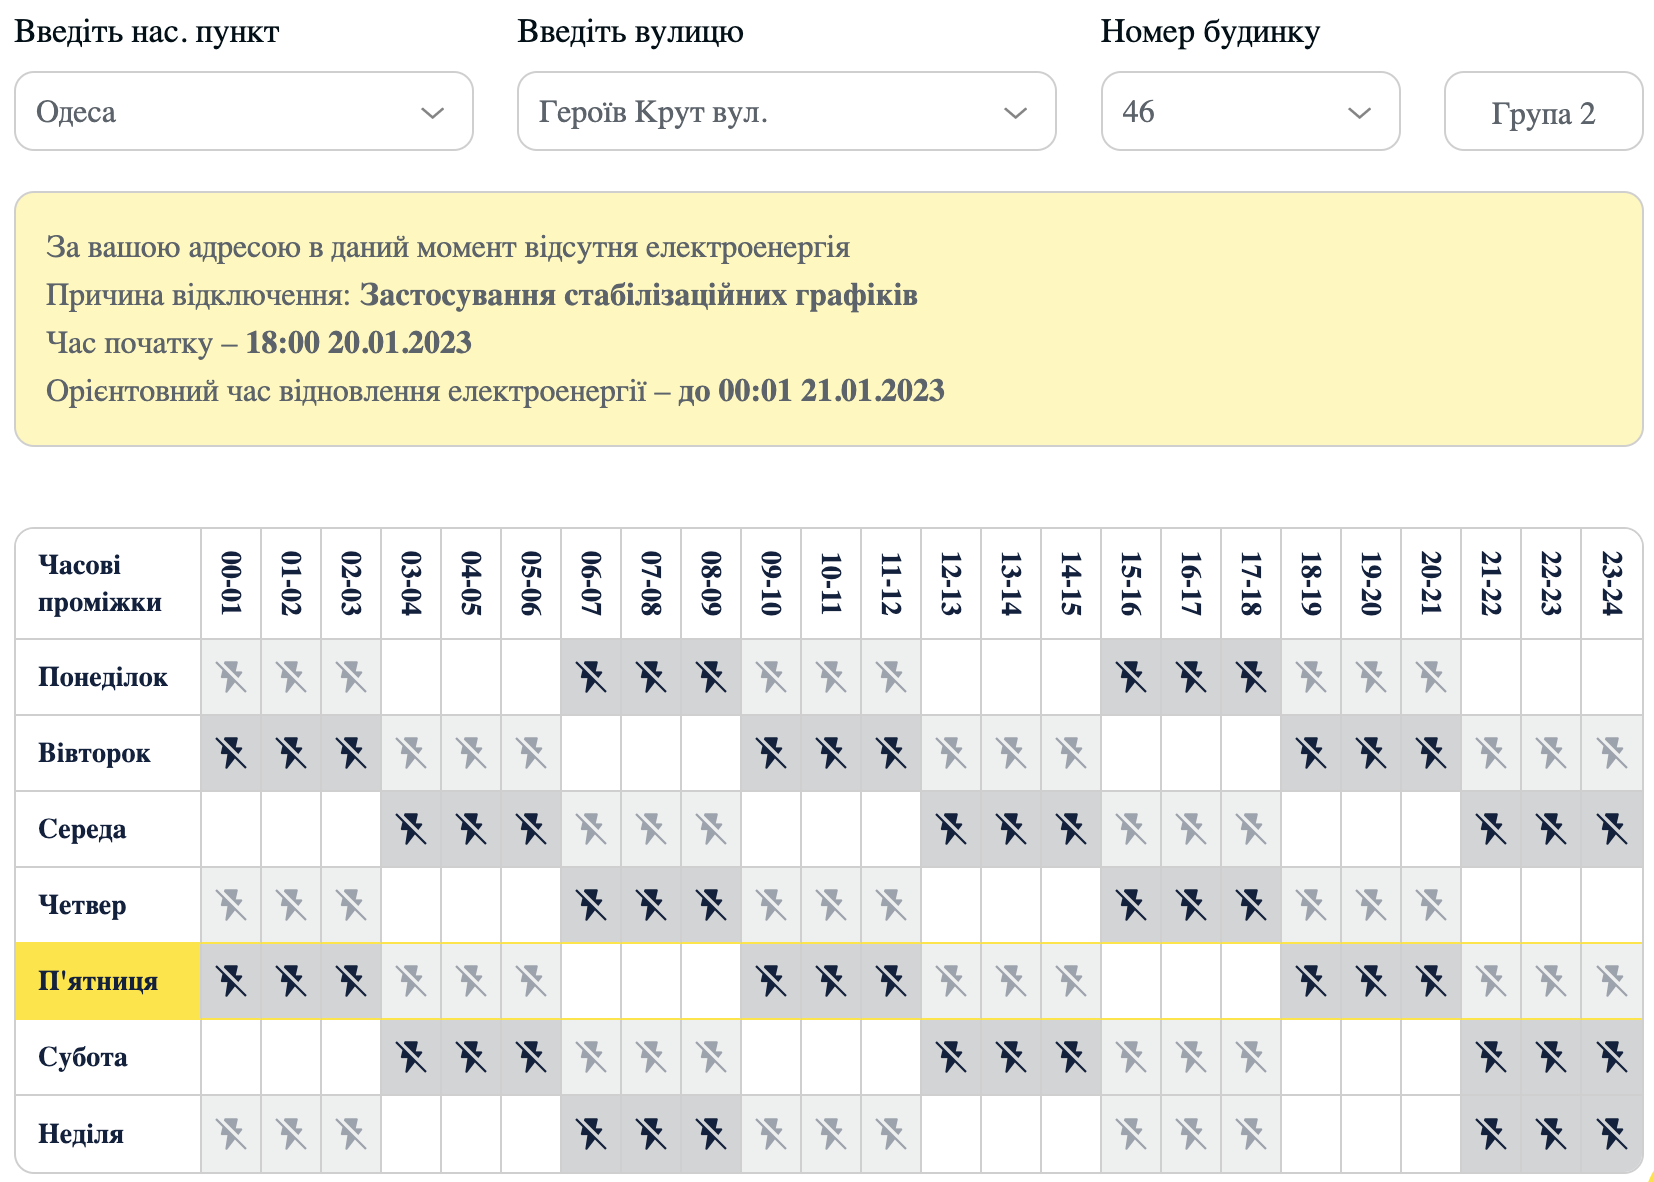 Введіть нас. пункт
Введіть вулицю
Номер будинку
Одеса
Героїв Крут вул.
46
Група 2
За вашою адресою в даний момент відсутня електроенергія
Причина відключення: Застосування стабілізаційних графіків
Час початку – 18:00 20.01.2023
Орієнтовний час відновлення електроенергії – до 00:01 21.01.2023
Часові
проміжки
00-01
01-02
02-03
03-04
04-05
05-06
06-07
07-08
08-09
09-10
10-11
11-12
12-13
13-14
14-15
15-16
16-17
17-18
18-19
19-20
20-21
21-22
22-23
23-24
Понеділок
Вівторок
Середа
Четвер
П'ятниця
Субота
Неділя